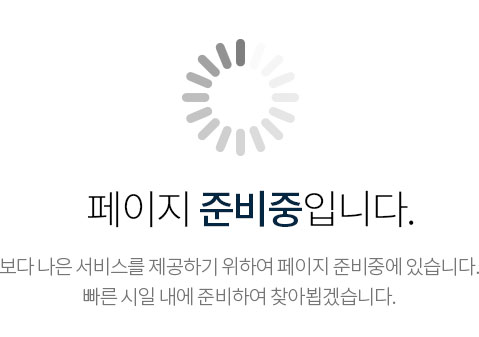 페이지 준비중입니다.
보다 나은 서비스를 제공하기 위하여 페이지 준비중에 있습니다.
빠른 시일 내에 준비하여 찾아뵙겠습니다.